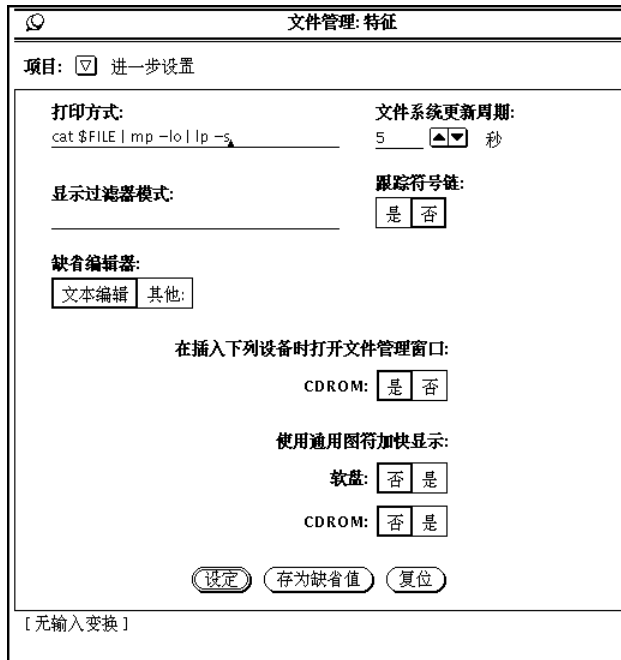 文件管理: 特征
项目: 进一步设置
打印方式:
cat $FILE | mp -lo | lp -s
文件系统更新周期:
5 秒
显示过滤器模式:
跟踪符号链:
是 否
缺省编辑器:
文本编辑 其他:
在插入下列设备时打开文件管理窗口:
CDROM: 是 否
使用通用图符加快显示:
软盘: 否 是
CDROM: 否 是
设定 存为缺省值 复位
[ 无输入变换 ]